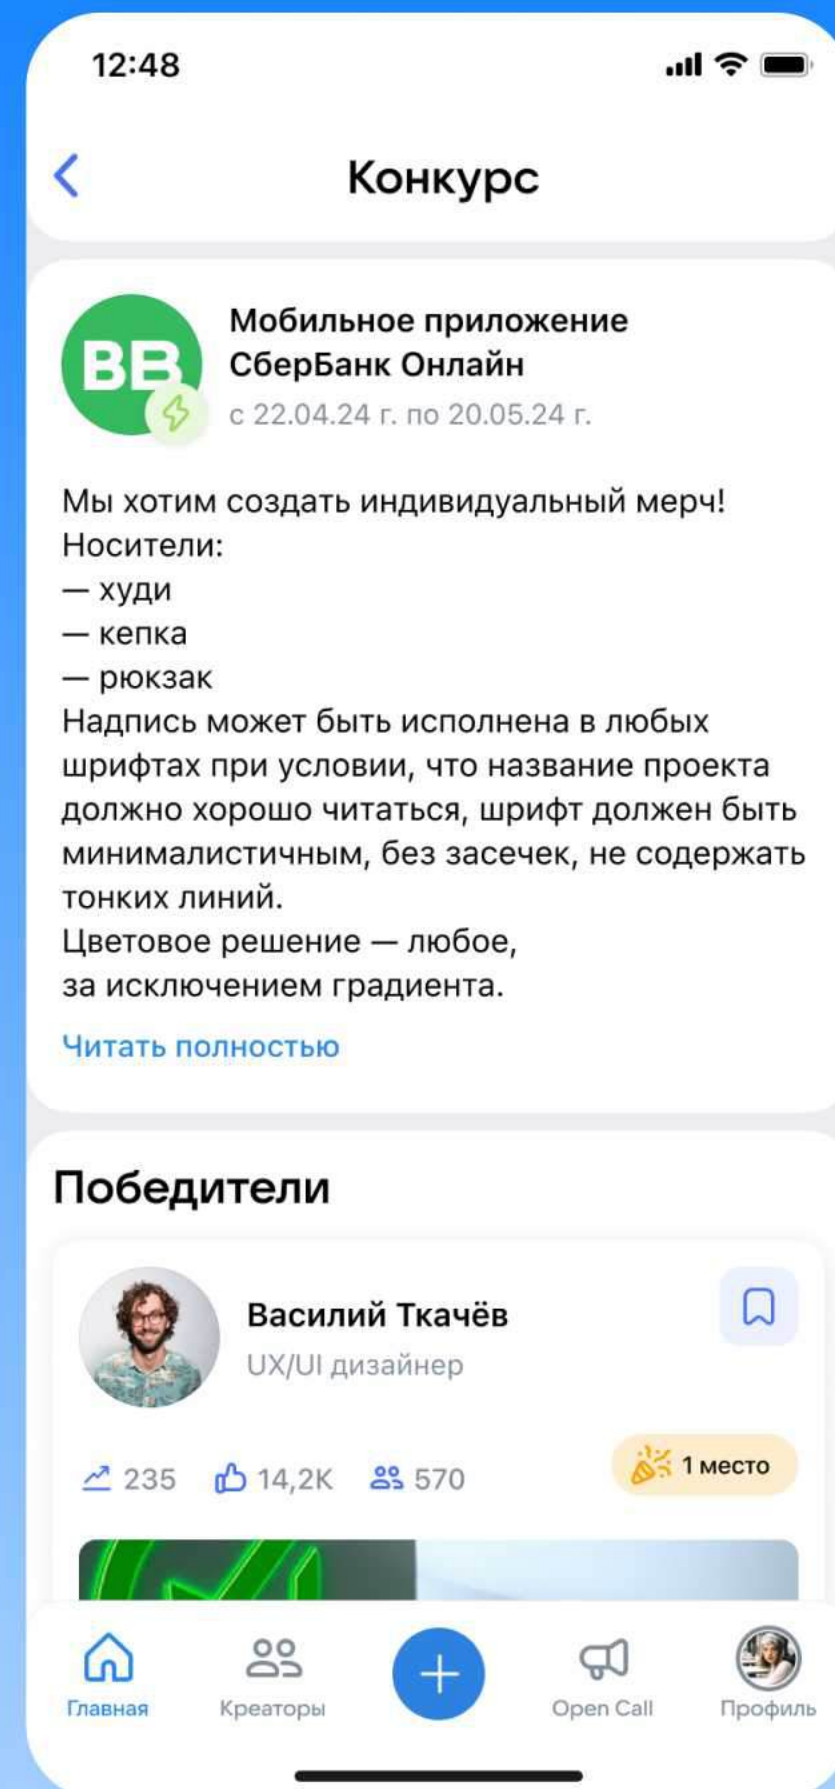 12:48
Конкурс
BB
Мобильное приложение
СберБанк Онлайн
с 22.04.24 г. по 20.05.24 г.
Мы хотим создать индивидуальный мерч!
Носители:
— худи
— кепка
— рюкзак
Надпись может быть исполнена в любых
шрифтах при условии, что название проекта
должно хорошо читаться, шрифт должен быть
минималистичным, без засечек, не содержать
тонких линий.
Цветовое решение — любое,
за исключением градиента.
Читать полностью
Победители
Василий Ткачёв
UX/UI дизайнер
235 14,2K 570 1 место
Главная Креаторы Open Call Профиль